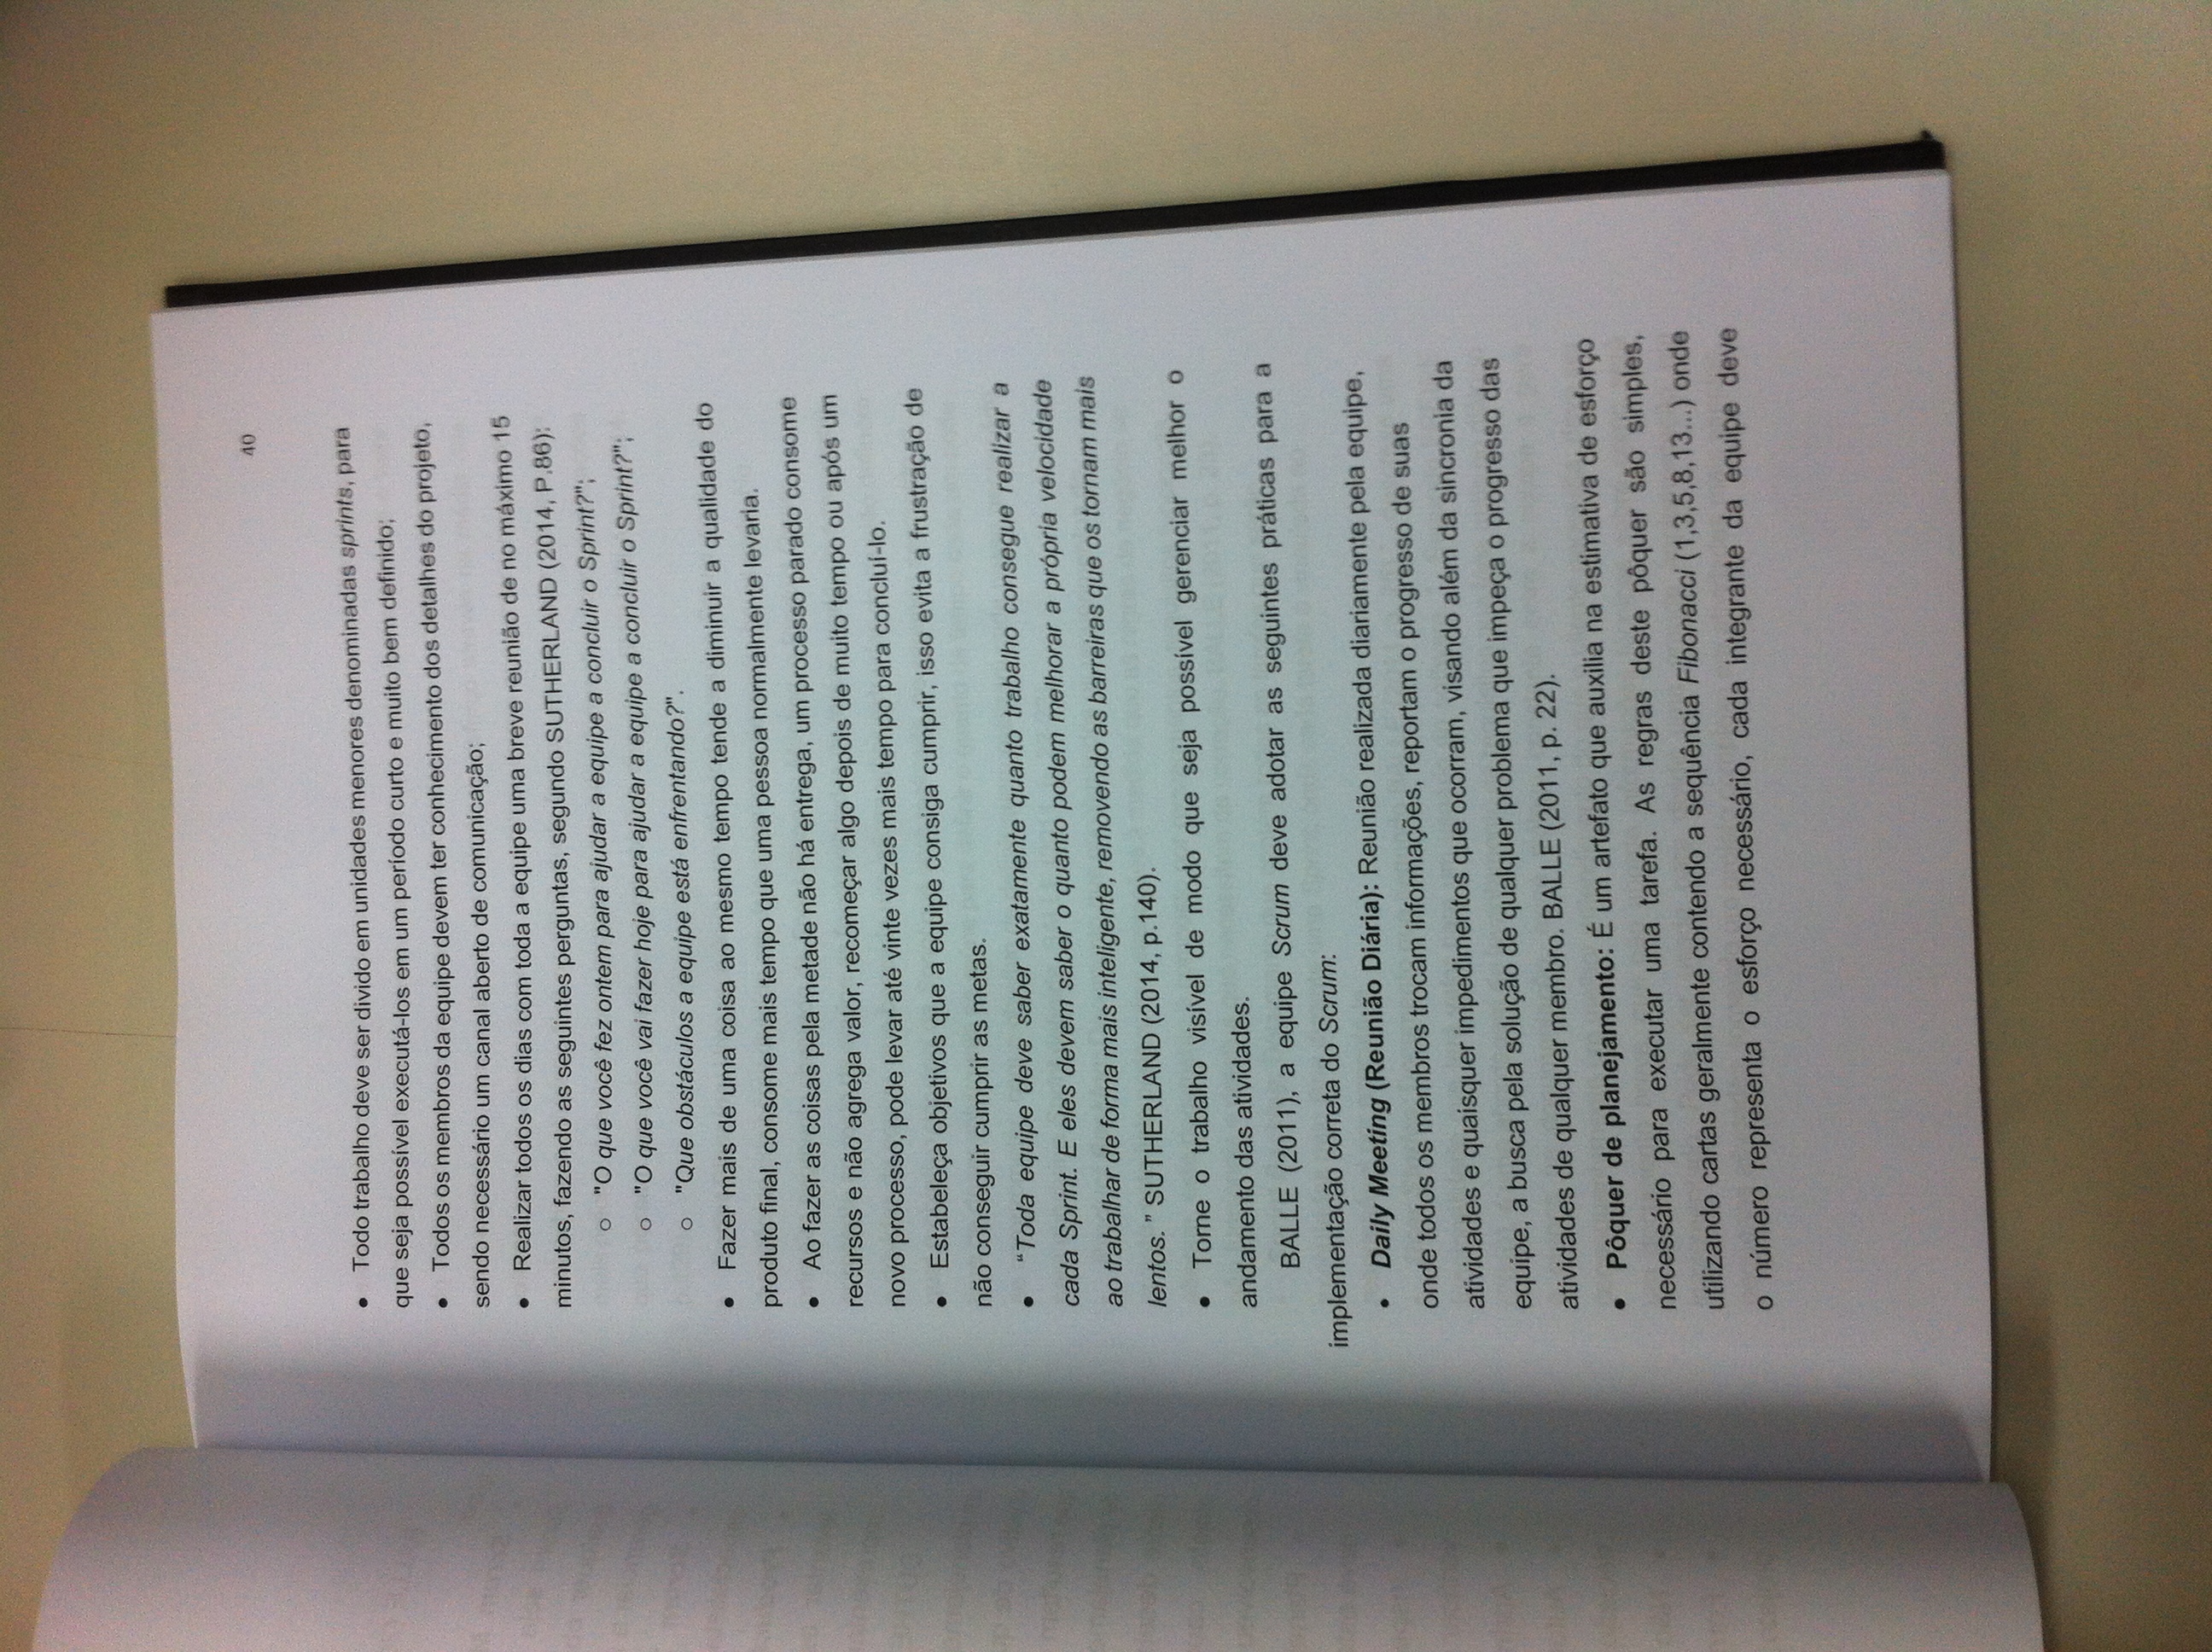 40
• Todo trabalho deve ser divido em unidades menores denominadas sprints, para
que seja possível executá-los em um período curto e muito bem definido;
• Todos os membros da equipe devem ter conhecimento dos detalhes do projeto,
sendo necessário um canal aberto de comunicação;
• Realizar todos os dias com toda a equipe uma breve reunião de no máximo 15
minutos, fazendo as seguintes perguntas, segundo SUTHERLAND (2014, P.86):
o "O que você fez ontem para ajudar a equipe a concluir o Sprint?";
o "O que você vai fazer hoje para ajudar a equipe a concluir o Sprint?";
o "Que obstáculos a equipe está enfrentando?".
• Fazer mais de uma coisa ao mesmo tempo tende a diminuir a qualidade do
produto final, consome mais tempo que uma pessoa normalmente levaria.
• Ao fazer as coisas pela metade não há entrega, um processo parado consome
recursos e não agrega valor, recomeçar algo depois de muito tempo ou após um
novo processo, pode levar até vinte vezes mais tempo para concluí-lo.
• Estabeleça objetivos que a equipe consiga cumprir, isso evita a frustração de
não conseguir cumprir as metas.
• “Toda equipe deve saber exatamente quanto trabalho consegue realizar a
cada Sprint. E eles devem saber o quanto podem melhorar a própria velocidade
ao trabalhar de forma mais inteligente, removendo as barreiras que os tornam mais
lentos. ” SUTHERLAND (2014, p.140).
• Torne o trabalho visível de modo que seja possível gerenciar melhor o
andamento das atividades.
BALLE (2011), a equipe Scrum deve adotar as seguintes práticas para a
implementação correta do Scrum:
• Daily Meeting (Reunião Diária): Reunião realizada diariamente pela equipe,
onde todos os membros trocam informações, reportam o progresso de suas
atividades e quaisquer impedimentos que ocorram, visando além da sincronia da
equipe, a busca pela solução de qualquer problema que impeça o progresso das
atividades de qualquer membro. BALLE (2011, p. 22).
• Pôquer de planejamento: É um artefato que auxilia na estimativa de esforço
necessário para executar uma tarefa. As regras deste pôquer são simples,
utilizando cartas geralmente contendo a sequência Fibonacci (1,3,5,8,13...) onde
o número representa o esforço necessário, cada integrante da equipe deve